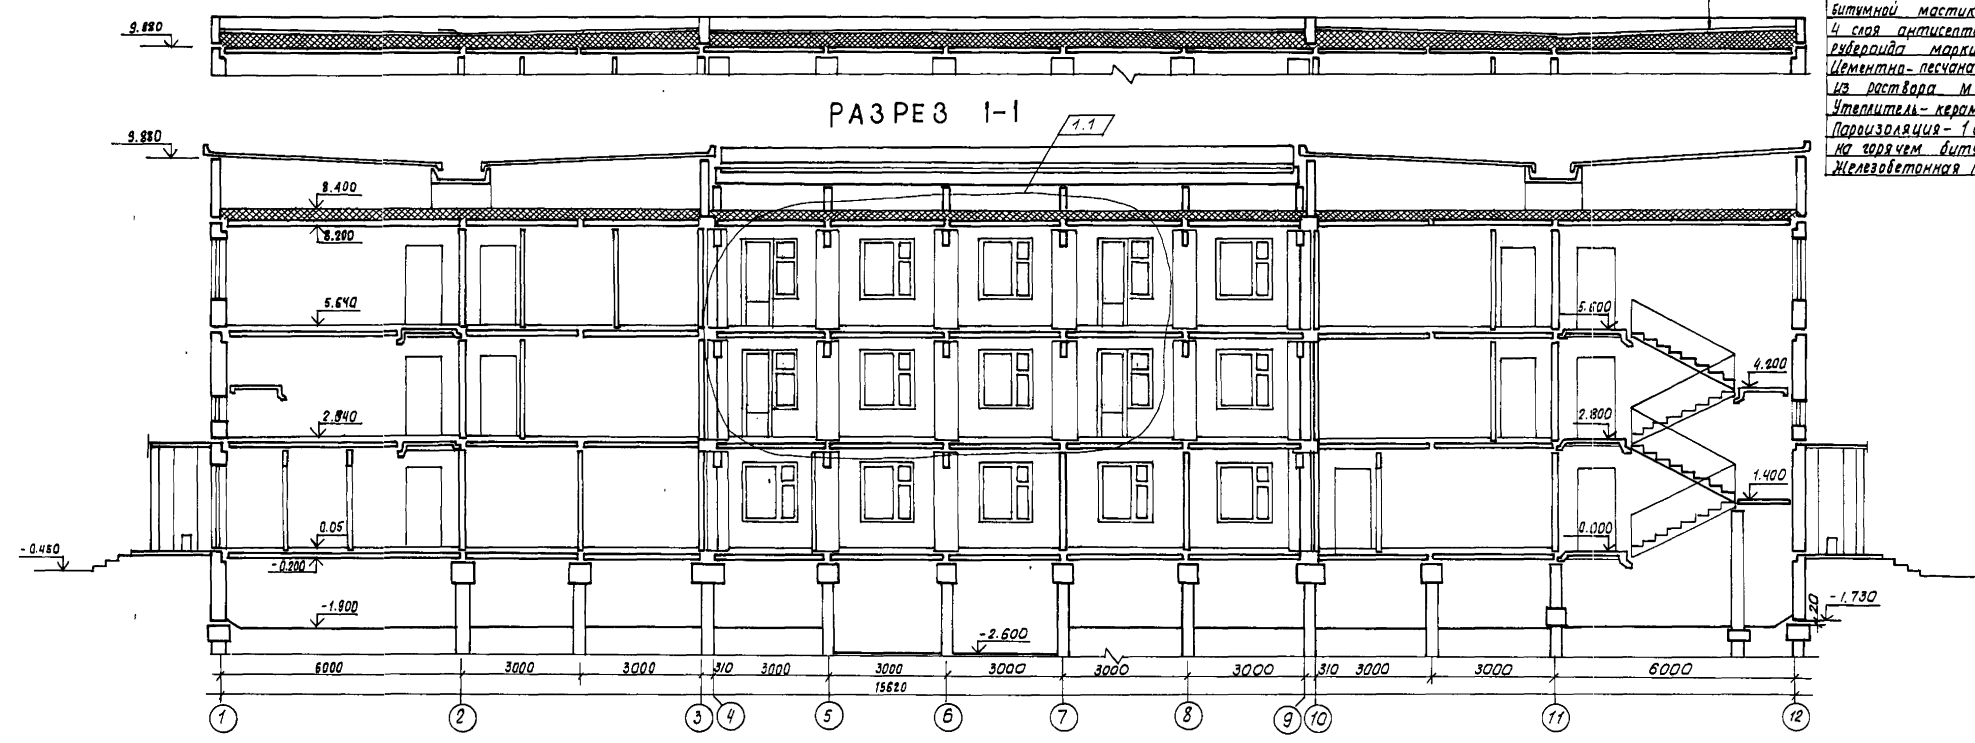 битумной мастик
4 слоя антисепт
рубероида марки
Цементно-песчана
из раствора м
Утеплитель-керам
Пароизоляция-1
на горячем бит
Железобетонная
9.880
РАЗРЕЗ 1-1
1.1
9.880
8.400
8.200
5.640
5.600
4.200
2.840
2.800
1.400
0.05
0.000
-0.450
-0.200
-1.900
-2.600
-1.730
20
6000 3000 3000 310 3000 3000 3000 3000 3000 310 3000 3000 6000
15620
1 2 3 4 5 6 7 8 9 10 11 12